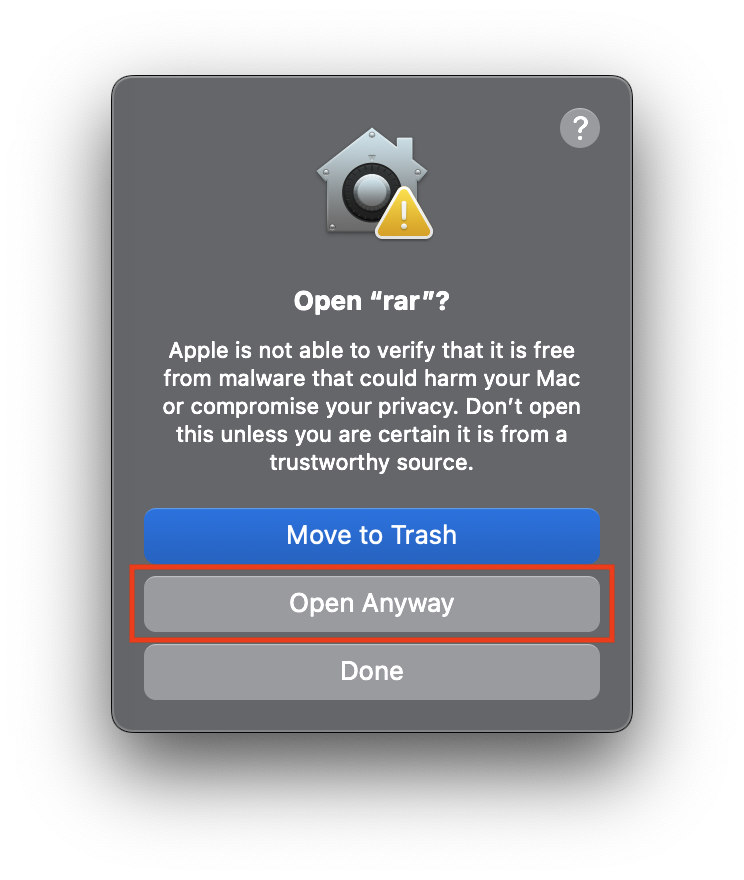 ?
Open “rar”?
Apple is not able to verify that it is free
from malware that could harm your Mac
or compromise your privacy. Don’t open
this unless you are certain it is from a
trustworthy source.
Move to Trash
Open Anyway
Done